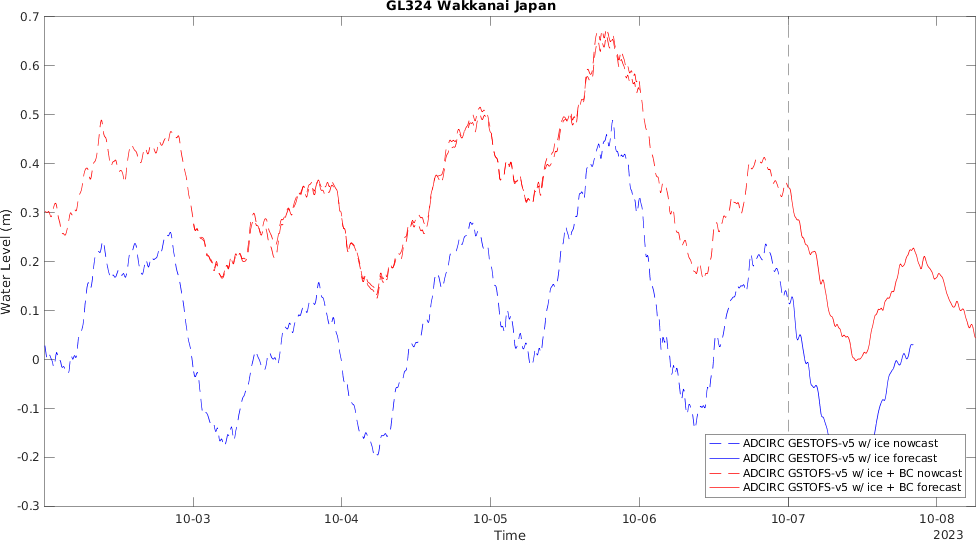 GL324 Wakkanai Japan
0.7
0.6
0.5
0.4
0.3
0.2
0.1
0
-0.1
-0.2
-0.3
Water Level (m)
ADCIRC GESTOFS-v5 w/ ice nowcast
ADCIRC GESTOFS-v5 w/ ice forecast
ADCIRC GSTOFS-v5 w/ ice + BC nowcast
ADCIRC GSTOFS-v5 w/ ice + BC forecast
10-03 10-04 10-05 10-06 10-07 10-08
Time 2023